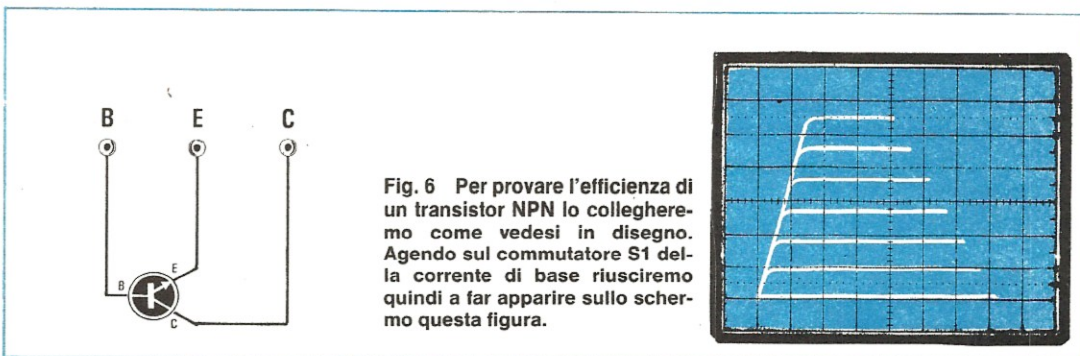 B E C
Fig. 6 Per provare l'efficienza di
un transistor NPN lo colleghere-
mo come vedesi in disegno.
Agendo sul commutatore S1 del-
la corrente di base riusciremo
quindi a far apparire sullo scher-
mo questa figura.
E
B
C